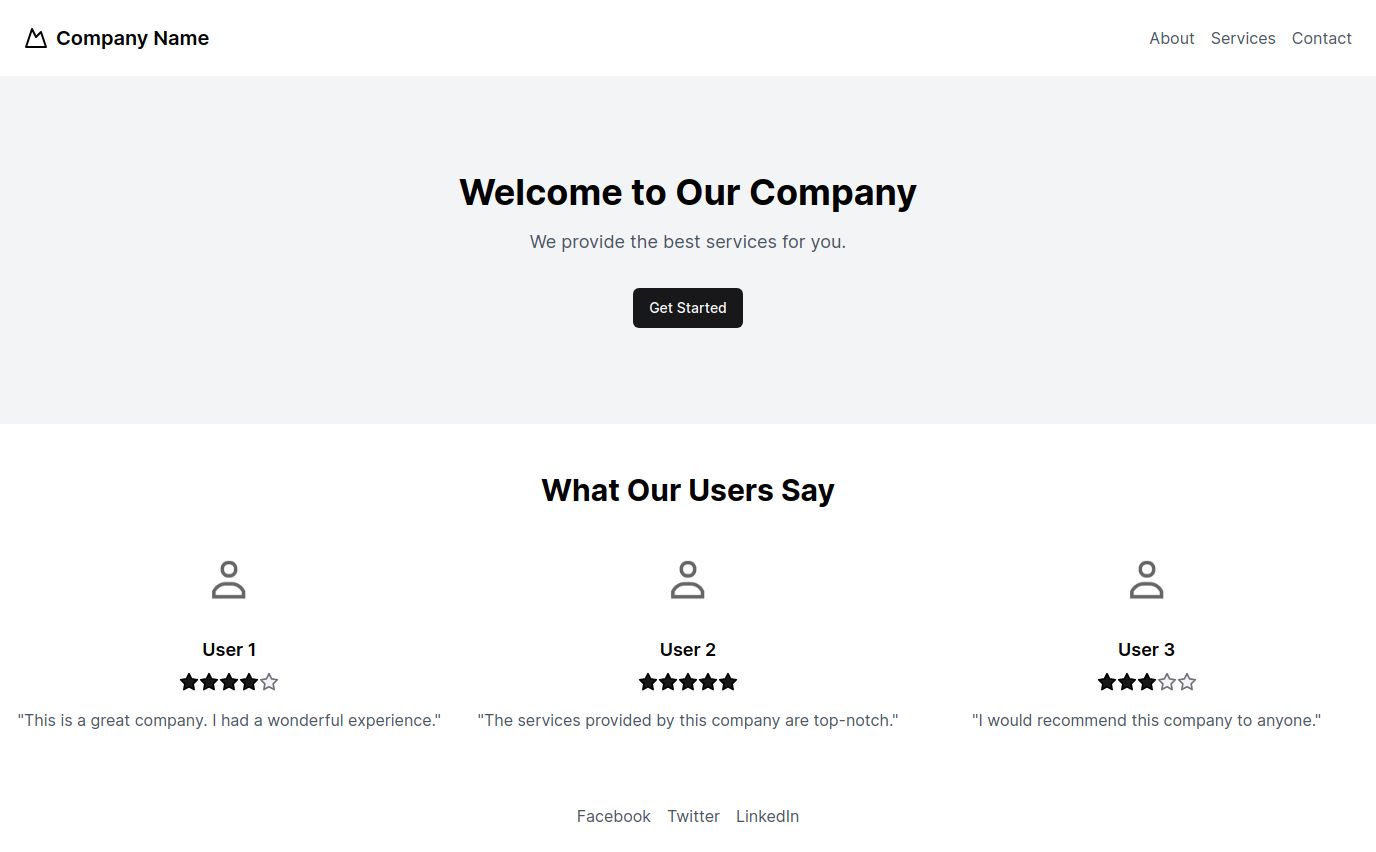 Company Name
About Services Contact
Welcome to Our Company
We provide the best services for you.
Get Started
What Our Users Say
User 1
"This is a great company. I had a wonderful experience."
User 2
"The services provided by this company are top-notch."
User 3
"I would recommend this company to anyone."
Facebook Twitter LinkedIn